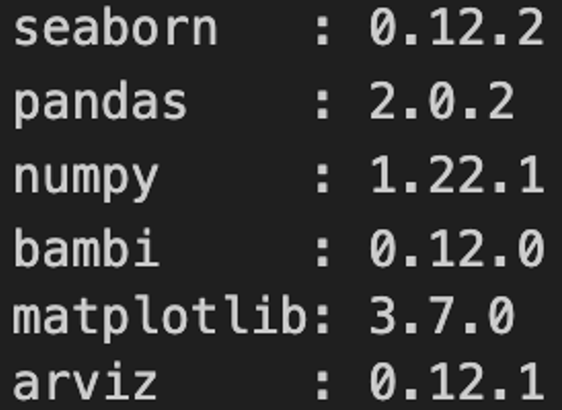 seaborn   : 0.12.2
pandas    : 2.0.2
numpy     : 1.22.1
bambi     : 0.12.0
matplotlib: 3.7.0
arviz     : 0.12.1